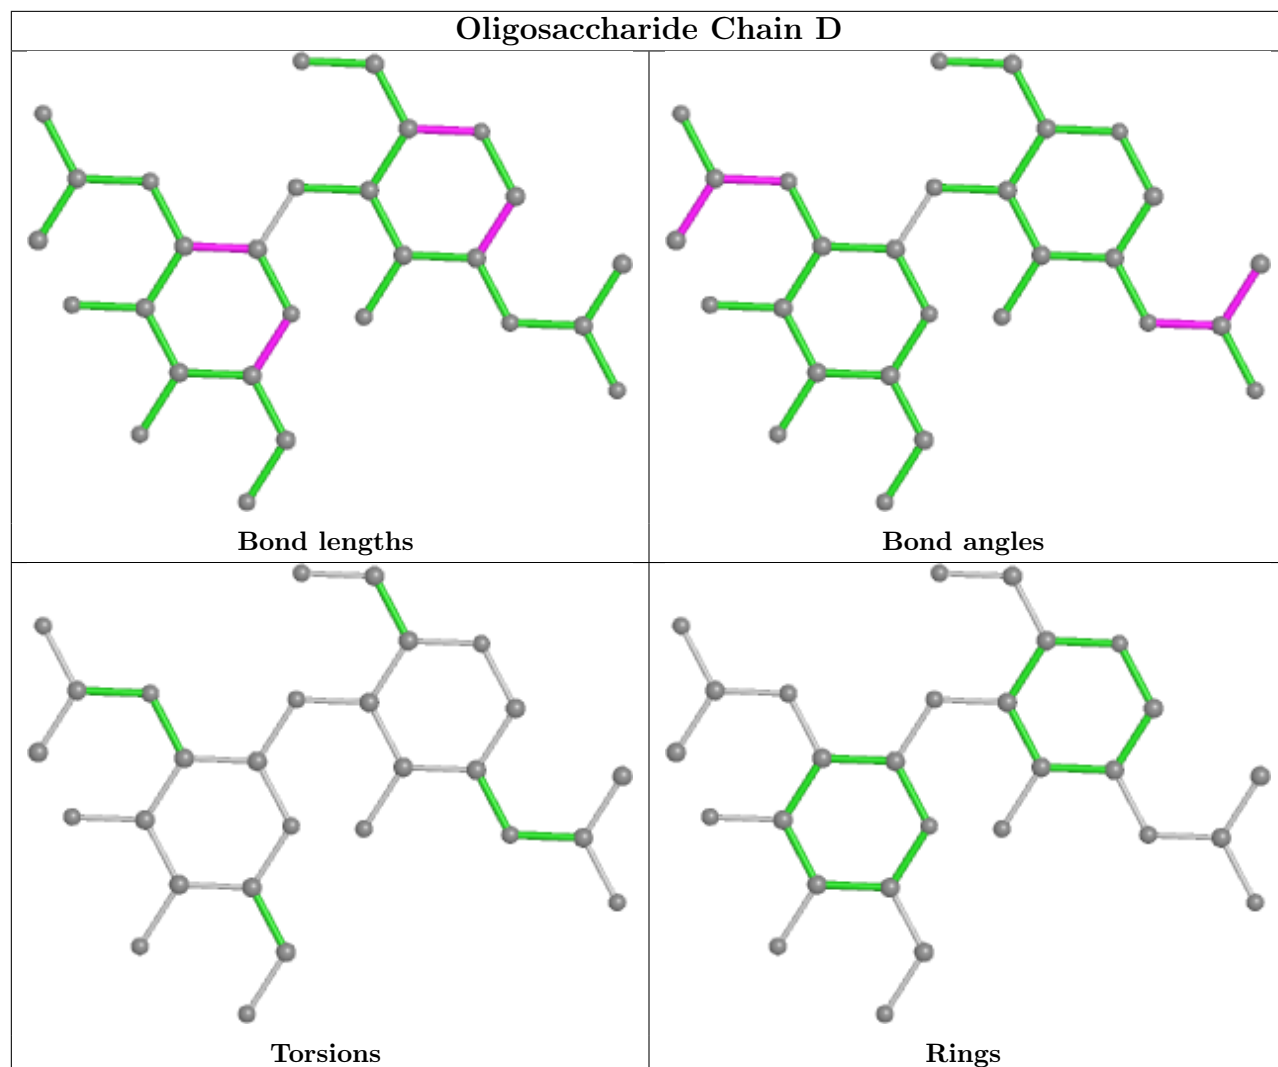 Oligosaccharide Chain D
Bond lengths
Bond angles
Torsions
Rings